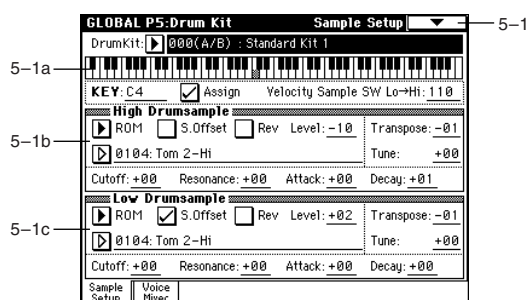 GLOBAL P5:Drum Kit Sample Setup 5–1
DrumKit: 000(A/B) : Standard Kit 1
5–1a
KEY: C4 Assign Velocity Sample SW Lo→Hi: 110
High Drumsample
5–1b
ROM S.Offset Rev Level: -10 Transpose: -01
0104: Tom 2-Hi Tune: +00
Cutoff: +00 Resonance: +00 Attack: +00 Decay: +01
Low Drumsample
5–1c
ROM S.Offset Rev Level: +02 Transpose: -01
0104: Tom 2-Hi Tune: +00
Cutoff: +00 Resonance: +00 Attack: +00 Decay: +00
Sample Setup
Voice Mixer